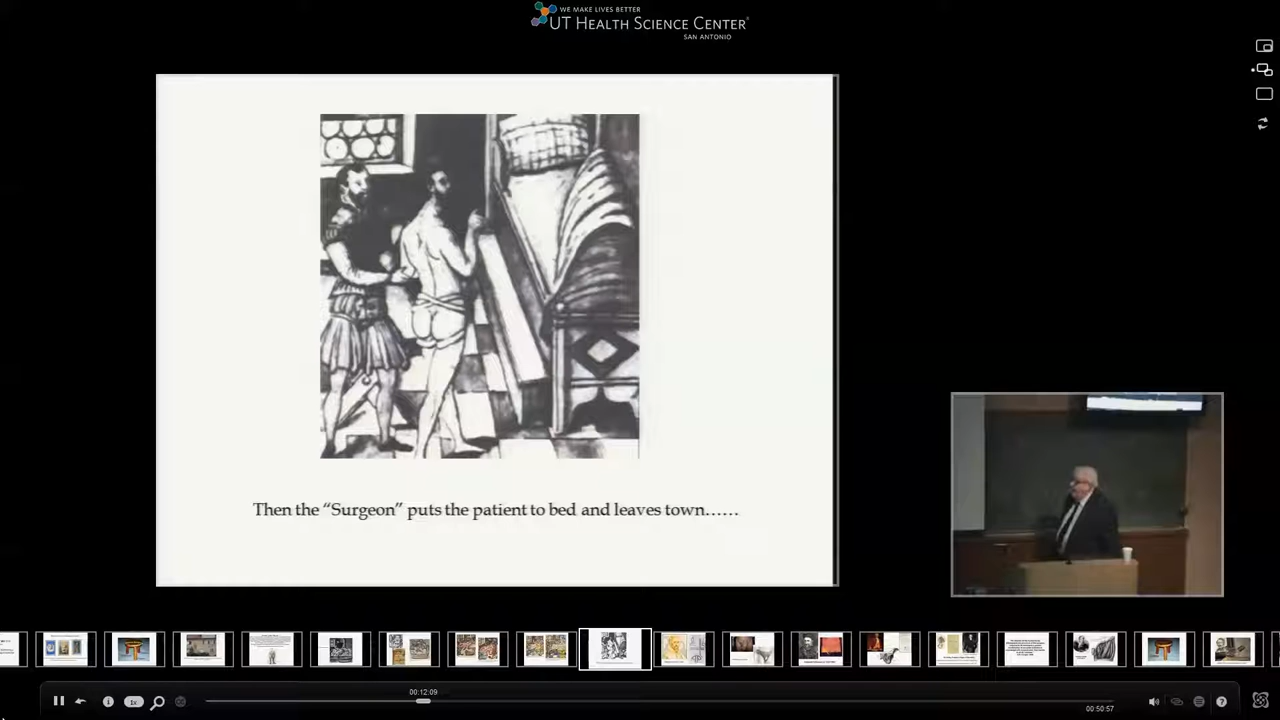 WE MAKE LIVES BETTER
UT HEALTH SCIENCE CENTER
SAN ANTONIO
Then the “Surgeon” puts the patient to bed and leaves town……
00:12:09
1x
00:50:57